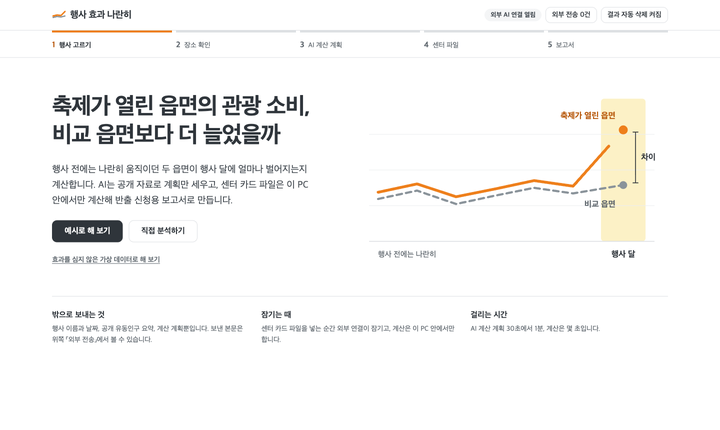 행사 효과 나란히
외부 AI 연결 열림
외부 전송 0건
결과 자동 삭제 켜짐
1 행사 고르기
2 장소 확인
3 AI 계산 계획
4 센터 파일
5 보고서
축제가 열린 읍면의 관광 소비,
비교 읍면보다 더 늘었을까
행사 전에는 나란히 움직이던 두 읍면이 행사 달에 얼마나 벌어지는지
계산합니다. AI는 공개 자료로 계획만 세우고, 센터 카드 파일은 이 PC
안에서만 계산해 반출 신청용 보고서로 만듭니다.
예시로 해 보기
직접 분석하기
효과를 심지 않은 가상 데이터로 해 보기
축제가 열린 읍면
차이
비교 읍면
행사 전에는 나란히
행사 달
밖으로 보내는 것
행사 이름과 날짜, 공개 유동인구 요약, 계산 계획뿐입니다. 보낸 본문은
위쪽 「외부 전송」에서 볼 수 있습니다.
잠기는 때
센터 카드 파일을 넣는 순간 외부 연결이 잠기고, 계산은 이 PC 안에서만
합니다.
걸리는 시간
AI 계산 계획 30초에서 1분, 계산은 몇 초입니다.